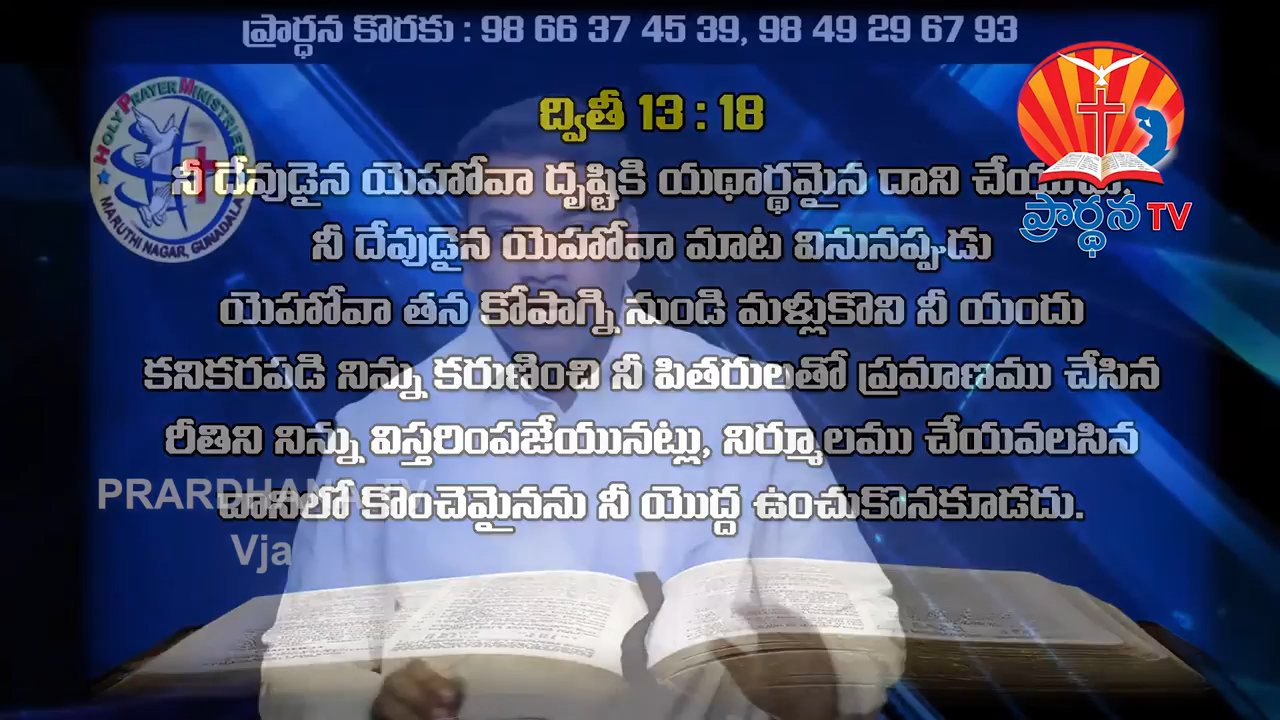 ప్రార్ధన కొరకు : 98 66 37 45 39, 98 49 29 67 93
HOLY PRAYER MINISTRIES
MARUTHI NAGAR, GUNADALA
ప్రార్థన TV
ద్వితీ 13 : 18
నీ దేవుడైన యెహోవా దృష్టికి యథార్థమైన దాని
నీ దేవుడైన యెహోవా మాట వినునప్పుడు
యెహోవా తన కోపాగ్ని నుండి మళ్లుకొని నీ యందు
కనికరపడి నిన్ను కరుణించి నీ పితరులతో ప్రమాణము చేసిన
రీతిని నిన్ను విస్తరింపజేయునట్లు, నిర్మూలము చేయవలసిన
దానిలో కొంచెమైనను నీ యొద్ద ఉంచుకొనకూడదు.
PRARDHANA TV
Vja